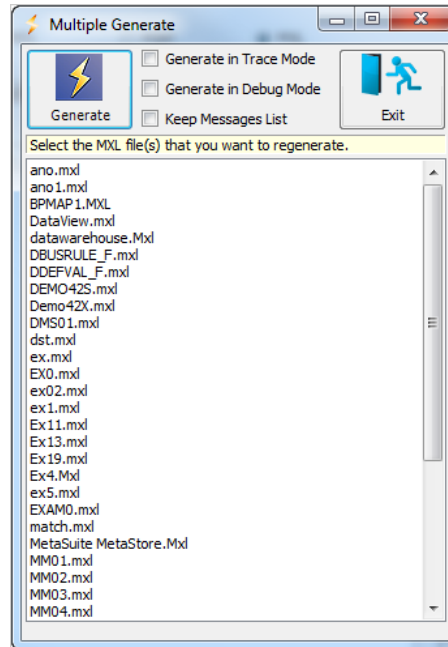 Multiple Generate
Generate
Generate in Trace Mode
Generate in Debug Mode
Keep Messages List
Exit
Select the MXL file(s) that you want to regenerate.
ano.mxl
ano1.mxl
BPMAP1.MXL
DataView.mxl
datawarehouse.Mxl
DBUSRULE_F.mxl
DDEFVAL_F.mxl
DEMO42S.mxl
Demo42X.mxl
DMS01.mxl
dst.mxl
ex.mxl
EX0.mxl
ex02.mxl
ex1.mxl
Ex11.mxl
Ex13.mxl
Ex19.mxl
Ex4.Mxl
ex5.mxl
EXAM0.mxl
match.mxl
MetaSuite MetaStore.Mxl
MM01.mxl
MM02.mxl
MM03.mxl
MM04.mxl